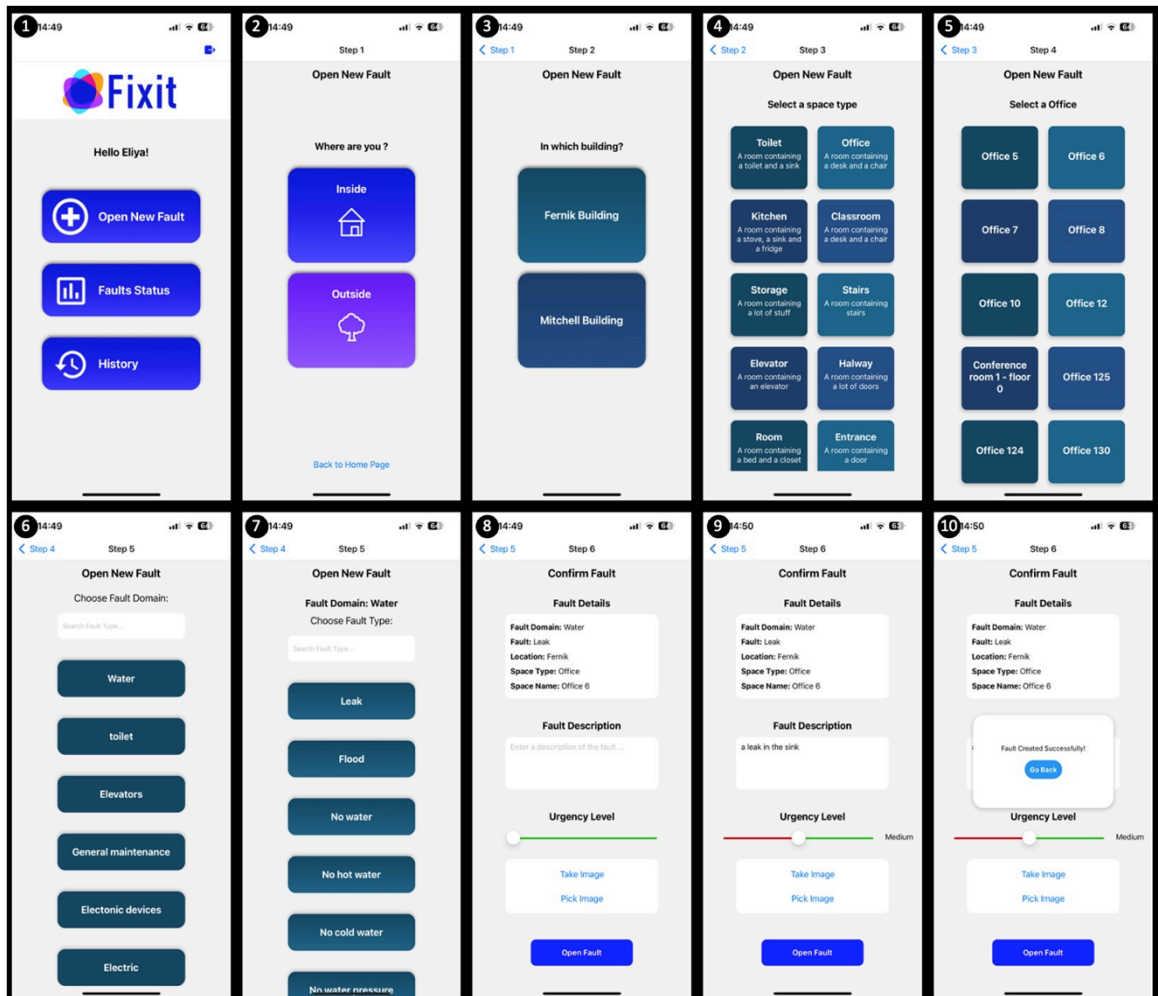 1 14:49 64
Fixit
Hello Eliya!
Open New Fault
Faults Status
History
2 14:49 64
Step 1
Open New Fault
Where are you ?
Inside
Outside
Back to Home Page
3 14:49 64
Step 1 Step 2
Open New Fault
In which building?
Fernik Building
Mitchell Building
4 14:49 64
Step 2 Step 3
Open New Fault
Select a space type
Toilet
A room containing
a toilet and a sink
Office
A room containing
a desk and a chair
Kitchen
A room containing
a stove, a sink and
a fridge
Classroom
A room containing
a desk and a chair
Storage
A room containing
a lot of stuff
Stairs
A room containing
stairs
Elevator
A room containing
an elevator
Halway
A room containing
a lot of doors
Room
A room containing
a bed and a closet
Entrance
A room containing
a door
5 14:49 64
Step 3 Step 4
Open New Fault
Select a Office
Office 5 Office 6
Office 7 Office 8
Office 10 Office 12
Conference
room 1 - floor
0
Office 125
Office 124 Office 130
6 14:49 64
Step 4 Step 5
Open New Fault
Choose Fault Domain:
Search Fault Type...
Water
toilet
Elevators
General maintenance
Electonic devices
Electric
7 14:49 64
Step 4 Step 5
Open New Fault
Fault Domain: Water
Choose Fault Type:
Search Fault Type...
Leak
Flood
No water
No hot water
No cold water
No water pressure
8 14:49 64
Step 5 Step 6
Confirm Fault
Fault Details
Fault Domain: Water
Fault: Leak
Location: Fernik
Space Type: Office
Space Name: Office 6
Fault Description
Enter a description of the fault ...
Urgency Level
Take Image
Pick Image
Open Fault
9 14:50
Step 5 Step 6
Confirm Fault
Fault Details
Fault Domain: Water
Fault: Leak
Location: Fernik
Space Type: Office
Space Name: Office 6
Fault Description
a leak in the sink
Urgency Level
Medium
Take Image
Pick Image
Open Fault
10 14:50
Step 5 Step 6
Confirm Fault
Fault Details
Fault Domain: Water
Fault: Leak
Location: Fernik
Space Type: Office
Space Name: Office 6
Fault Created Successfully!
Go Back
Urgency Level
Medium
Take Image
Pick Image
Open Fault